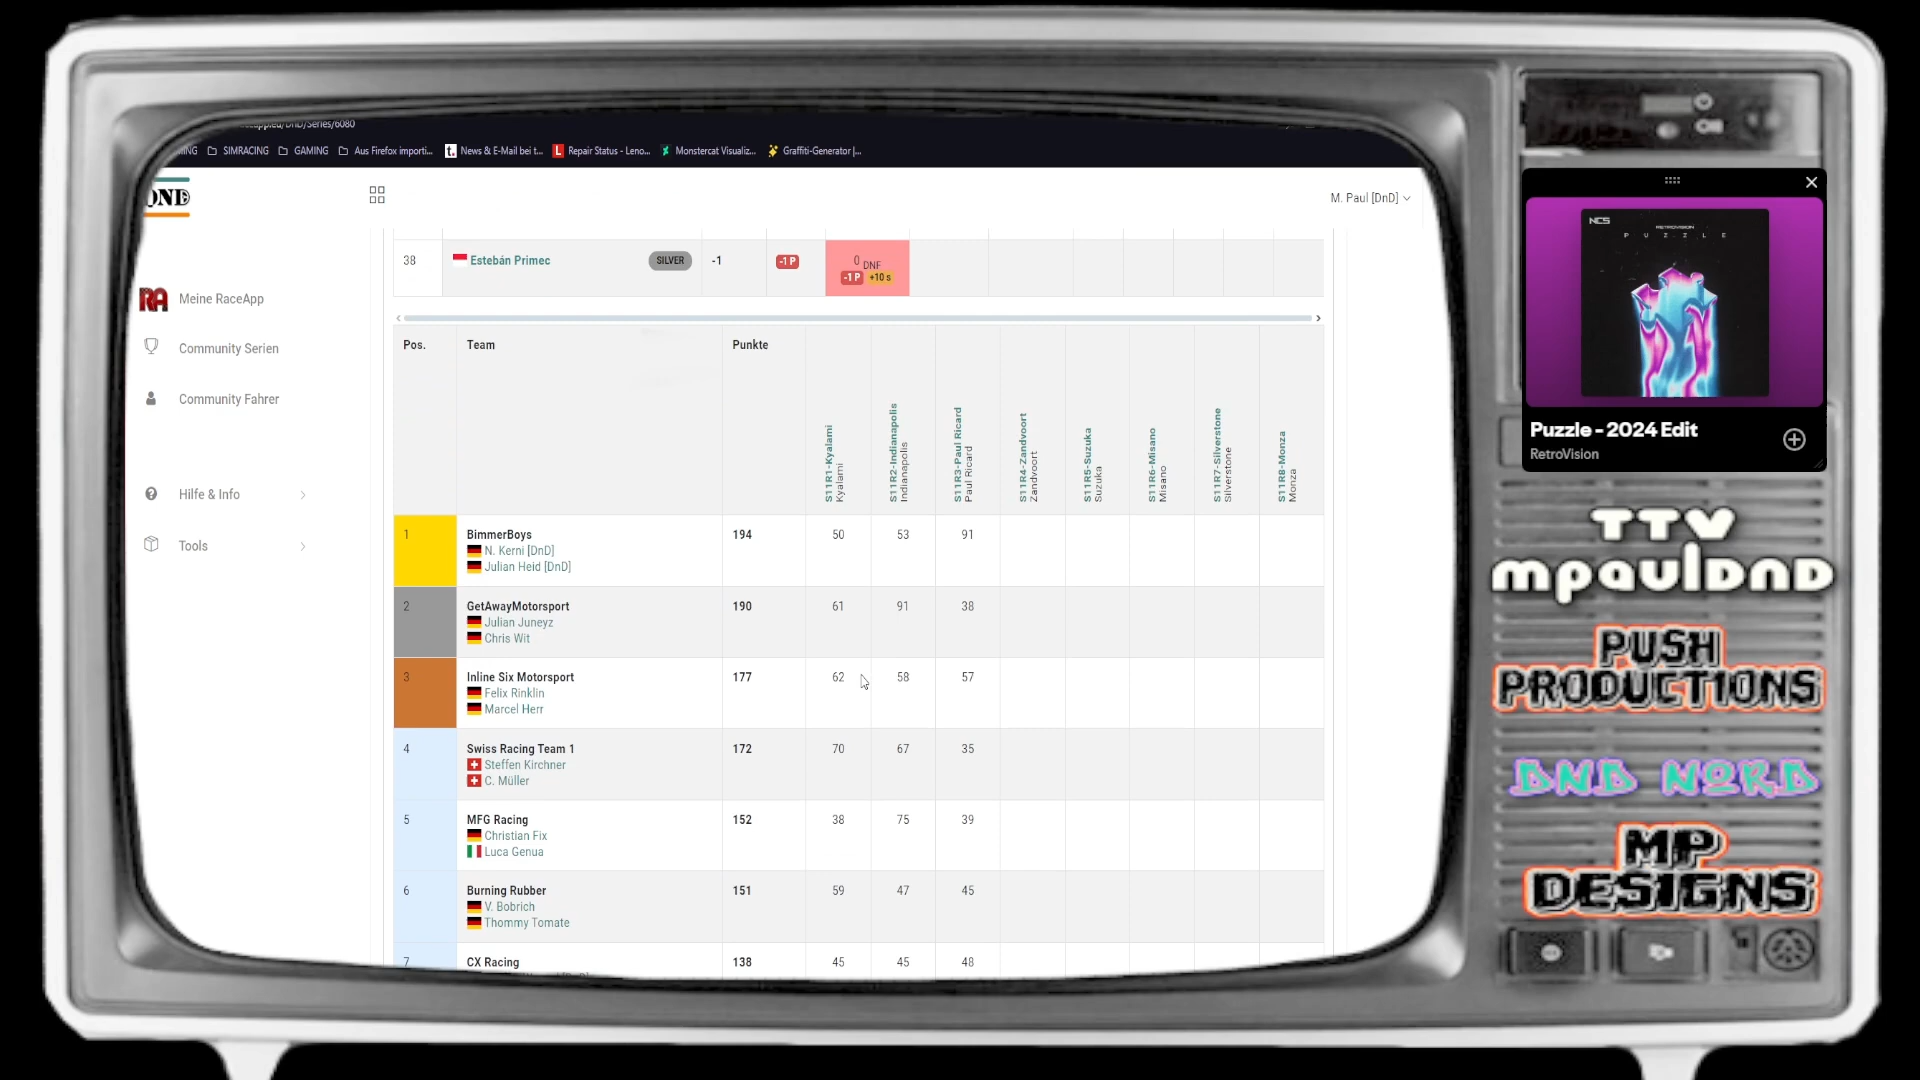 /Series/6080
SIMRACING
GAMING
Aus Firefox importi...
News & E-Mail bei t...
Repair Status - Leno...
Monstercat Visualiz...
Graffiti-Generator |...
M. Paul [DnD]
RA Meine RaceApp
Community Serien
Community Fahrer
Hilfe & Info
Tools
38 Estebán Primec SILVER -1 -1 P 0 DNF
-1 P +10 s
Pos. Team Punkte
S11R1-Kyalami
Kyalami
S11R2-Indianapolis
Indianapolis
S11R3-Paul Ricard
Paul Ricard
S11R4-Zandvoort
Zandvoort
S11R5-Suzuka
Suzuka
S11R6-Misano
Misano
S11R7-Silverstone
Silverstone
S11R8-Monza
Monza
1 BimmerBoys 194 50 53 91
N. Kerni [DnD]
Julian Heid [DnD]
2 GetAwayMotorsport 190 61 91 38
Julian Juneyz
Chris Wit
3 Inline Six Motorsport 177 62 58 57
Felix Rinklin
Marcel Herr
4 Swiss Racing Team 1 172 70 67 35
Steffen Kirchner
C. Müller
5 MFG Racing 152 38 75 39
Christian Fix
Luca Genua
6 Burning Rubber 151 59 47 45
V. Bobrich
Thommy Tomate
7 CX Racing 138 45 45 48
NCS
RETROVISION
PUZZLE
Puzzle - 2024 Edit
RetroVision
TTV
mpaulDND
PUSH
PRODUCTIONS
DND NORD
MP
DESIGNS